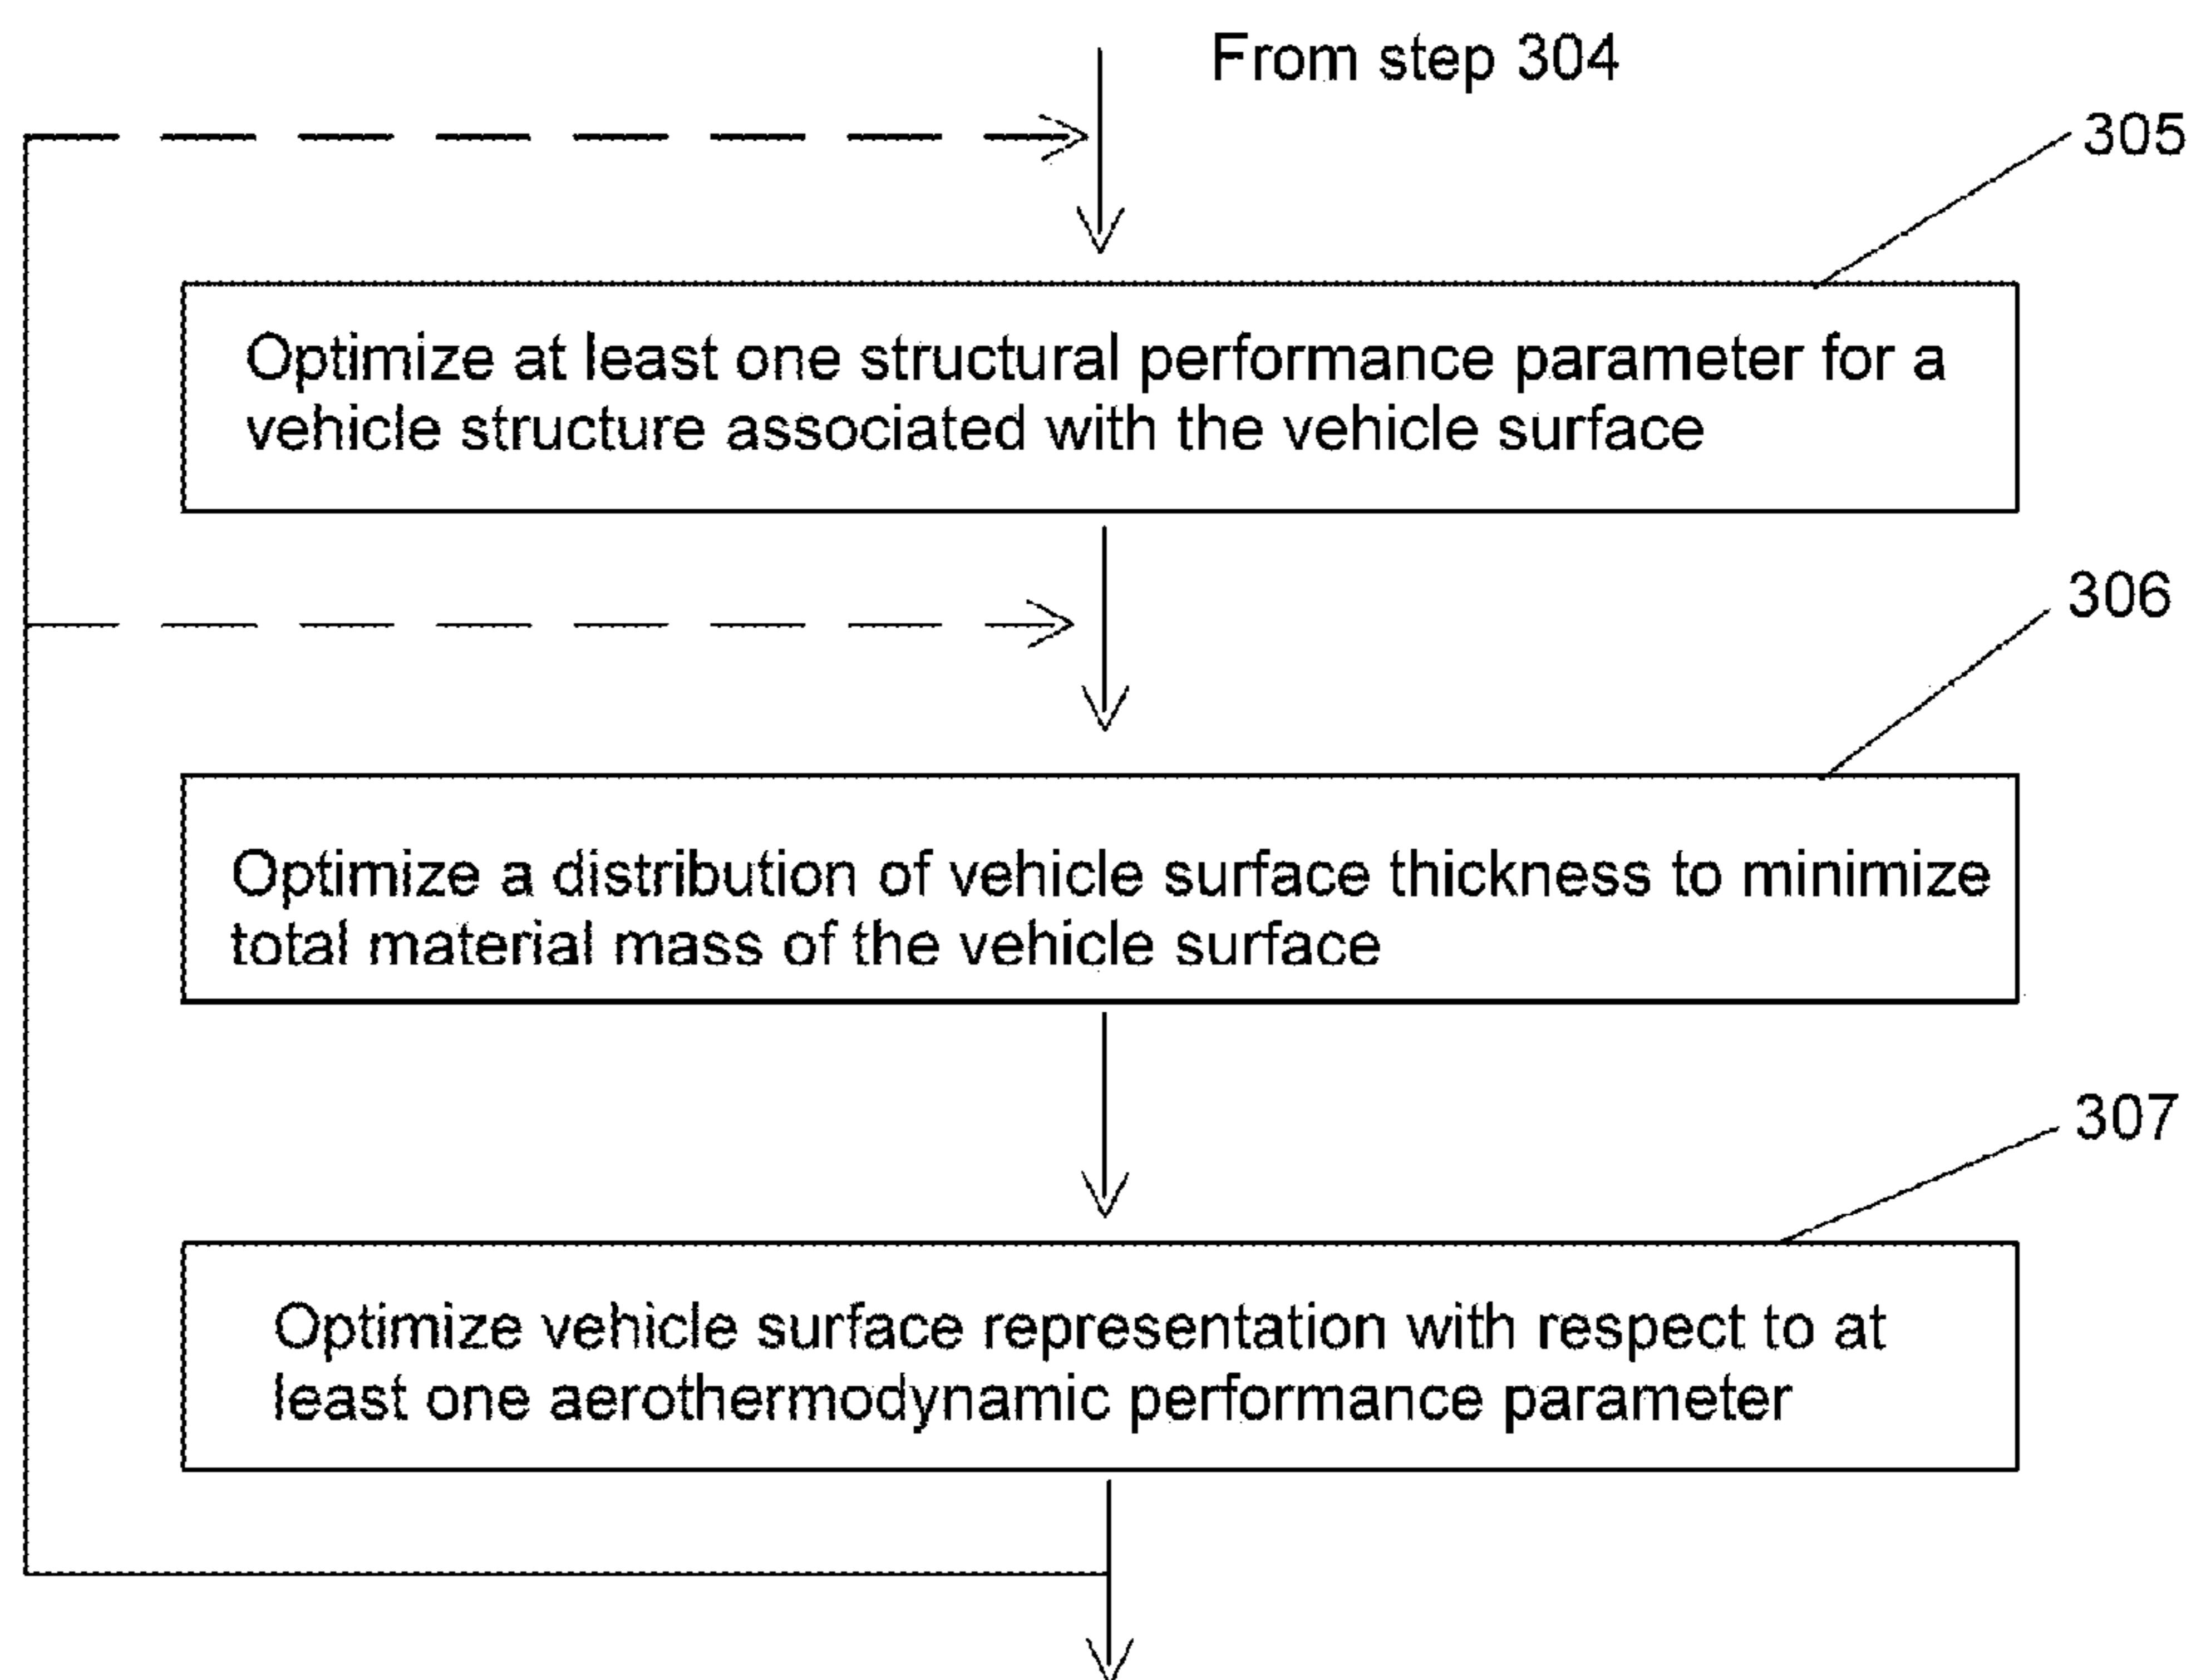 From step 304
305
Optimize at least one structural performance parameter for a
vehicle structure associated with the vehicle surface
306
Optimize a distribution of vehicle surface thickness to minimize
total material mass of the vehicle surface
307
Optimize vehicle surface representation with respect to at
least one aerothermodynamic performance parameter